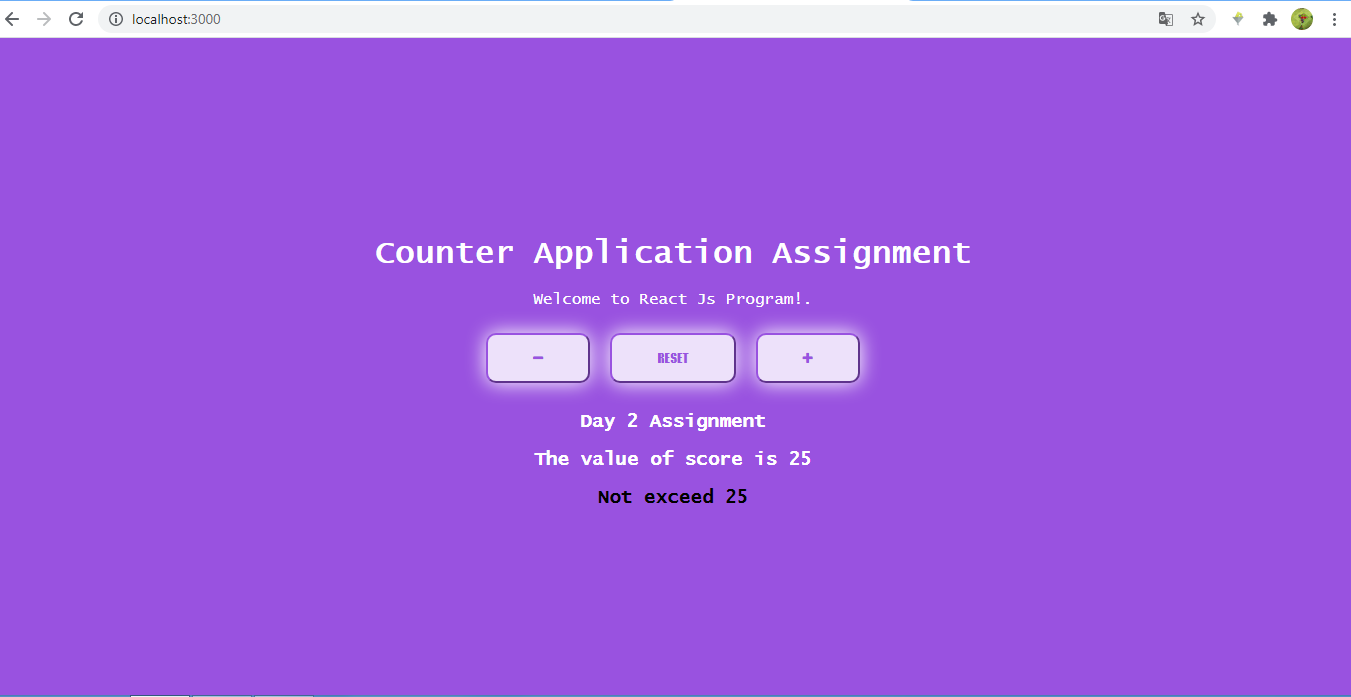 localhost:3000
Counter Application Assignment
Welcome to React Js Program!.
- RESET +
Day 2 Assignment
The value of score is 25
Not exceed 25